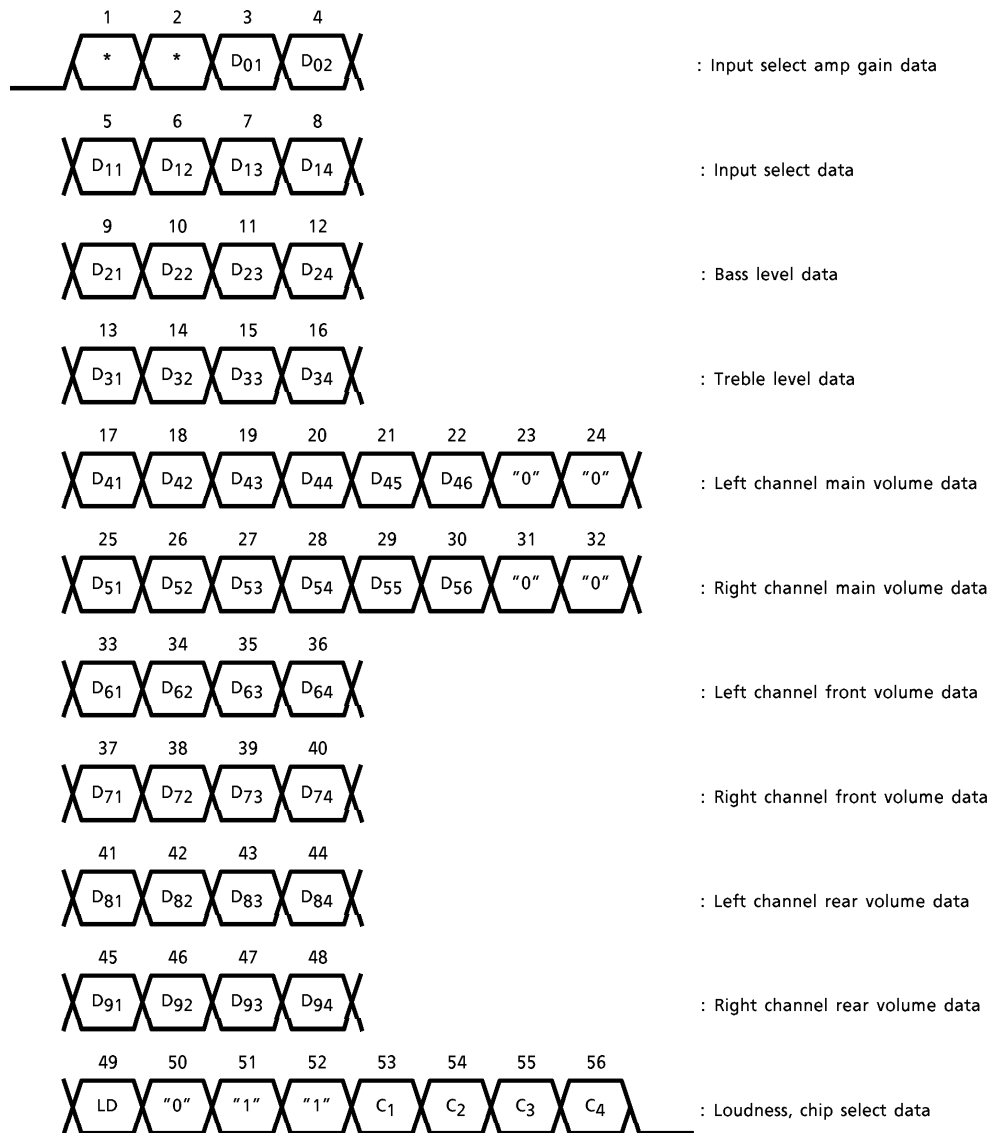 1 2 3 4
* * D01 D02 : Input select amp gain data
5 6 7 8
D11 D12 D13 D14 : Input select data
9 10 11 12
D21 D22 D23 D24 : Bass level data
13 14 15 16
D31 D32 D33 D34 : Treble level data
17 18 19 20 21 22 23 24
D41 D42 D43 D44 D45 D46 "0" "0" : Left channel main volume data
25 26 27 28 29 30 31 32
D51 D52 D53 D54 D55 D56 "0" "0" : Right channel main volume data
33 34 35 36
D61 D62 D63 D64 : Left channel front volume data
37 38 39 40
D71 D72 D73 D74 : Right channel front volume data
41 42 43 44
D81 D82 D83 D84 : Left channel rear volume data
45 46 47 48
D91 D92 D93 D94 : Right channel rear volume data
49 50 51 52 53 54 55 56
LD "0" "1" "1" C1 C2 C3 C4 : Loudness, chip select data